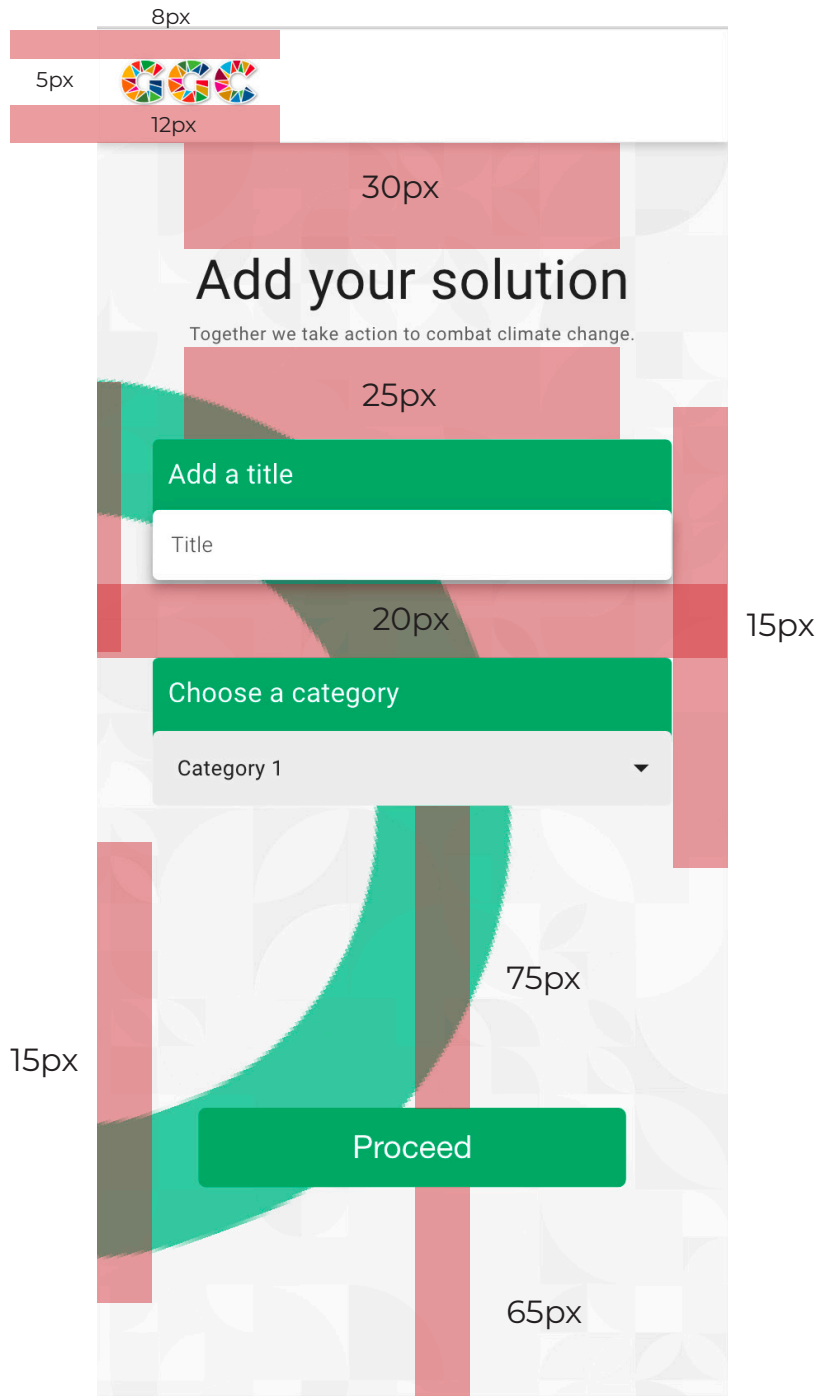 8px
5px
GGC
12px
30px
Add your solution
Together we take action to combat climate change.
25px
Add a title
Title
20px
15px
Choose a category
Category 1
75px
15px
Proceed
65px